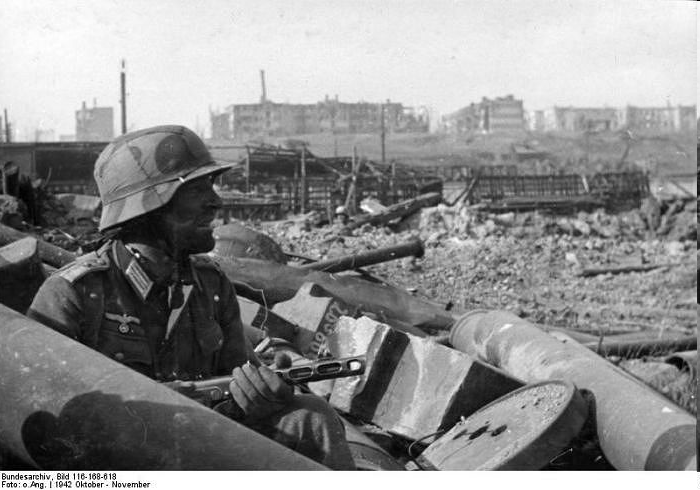 Bundesarchiv, Bild 116-168-618
Foto: o.Ang. | 1942 Oktober - November